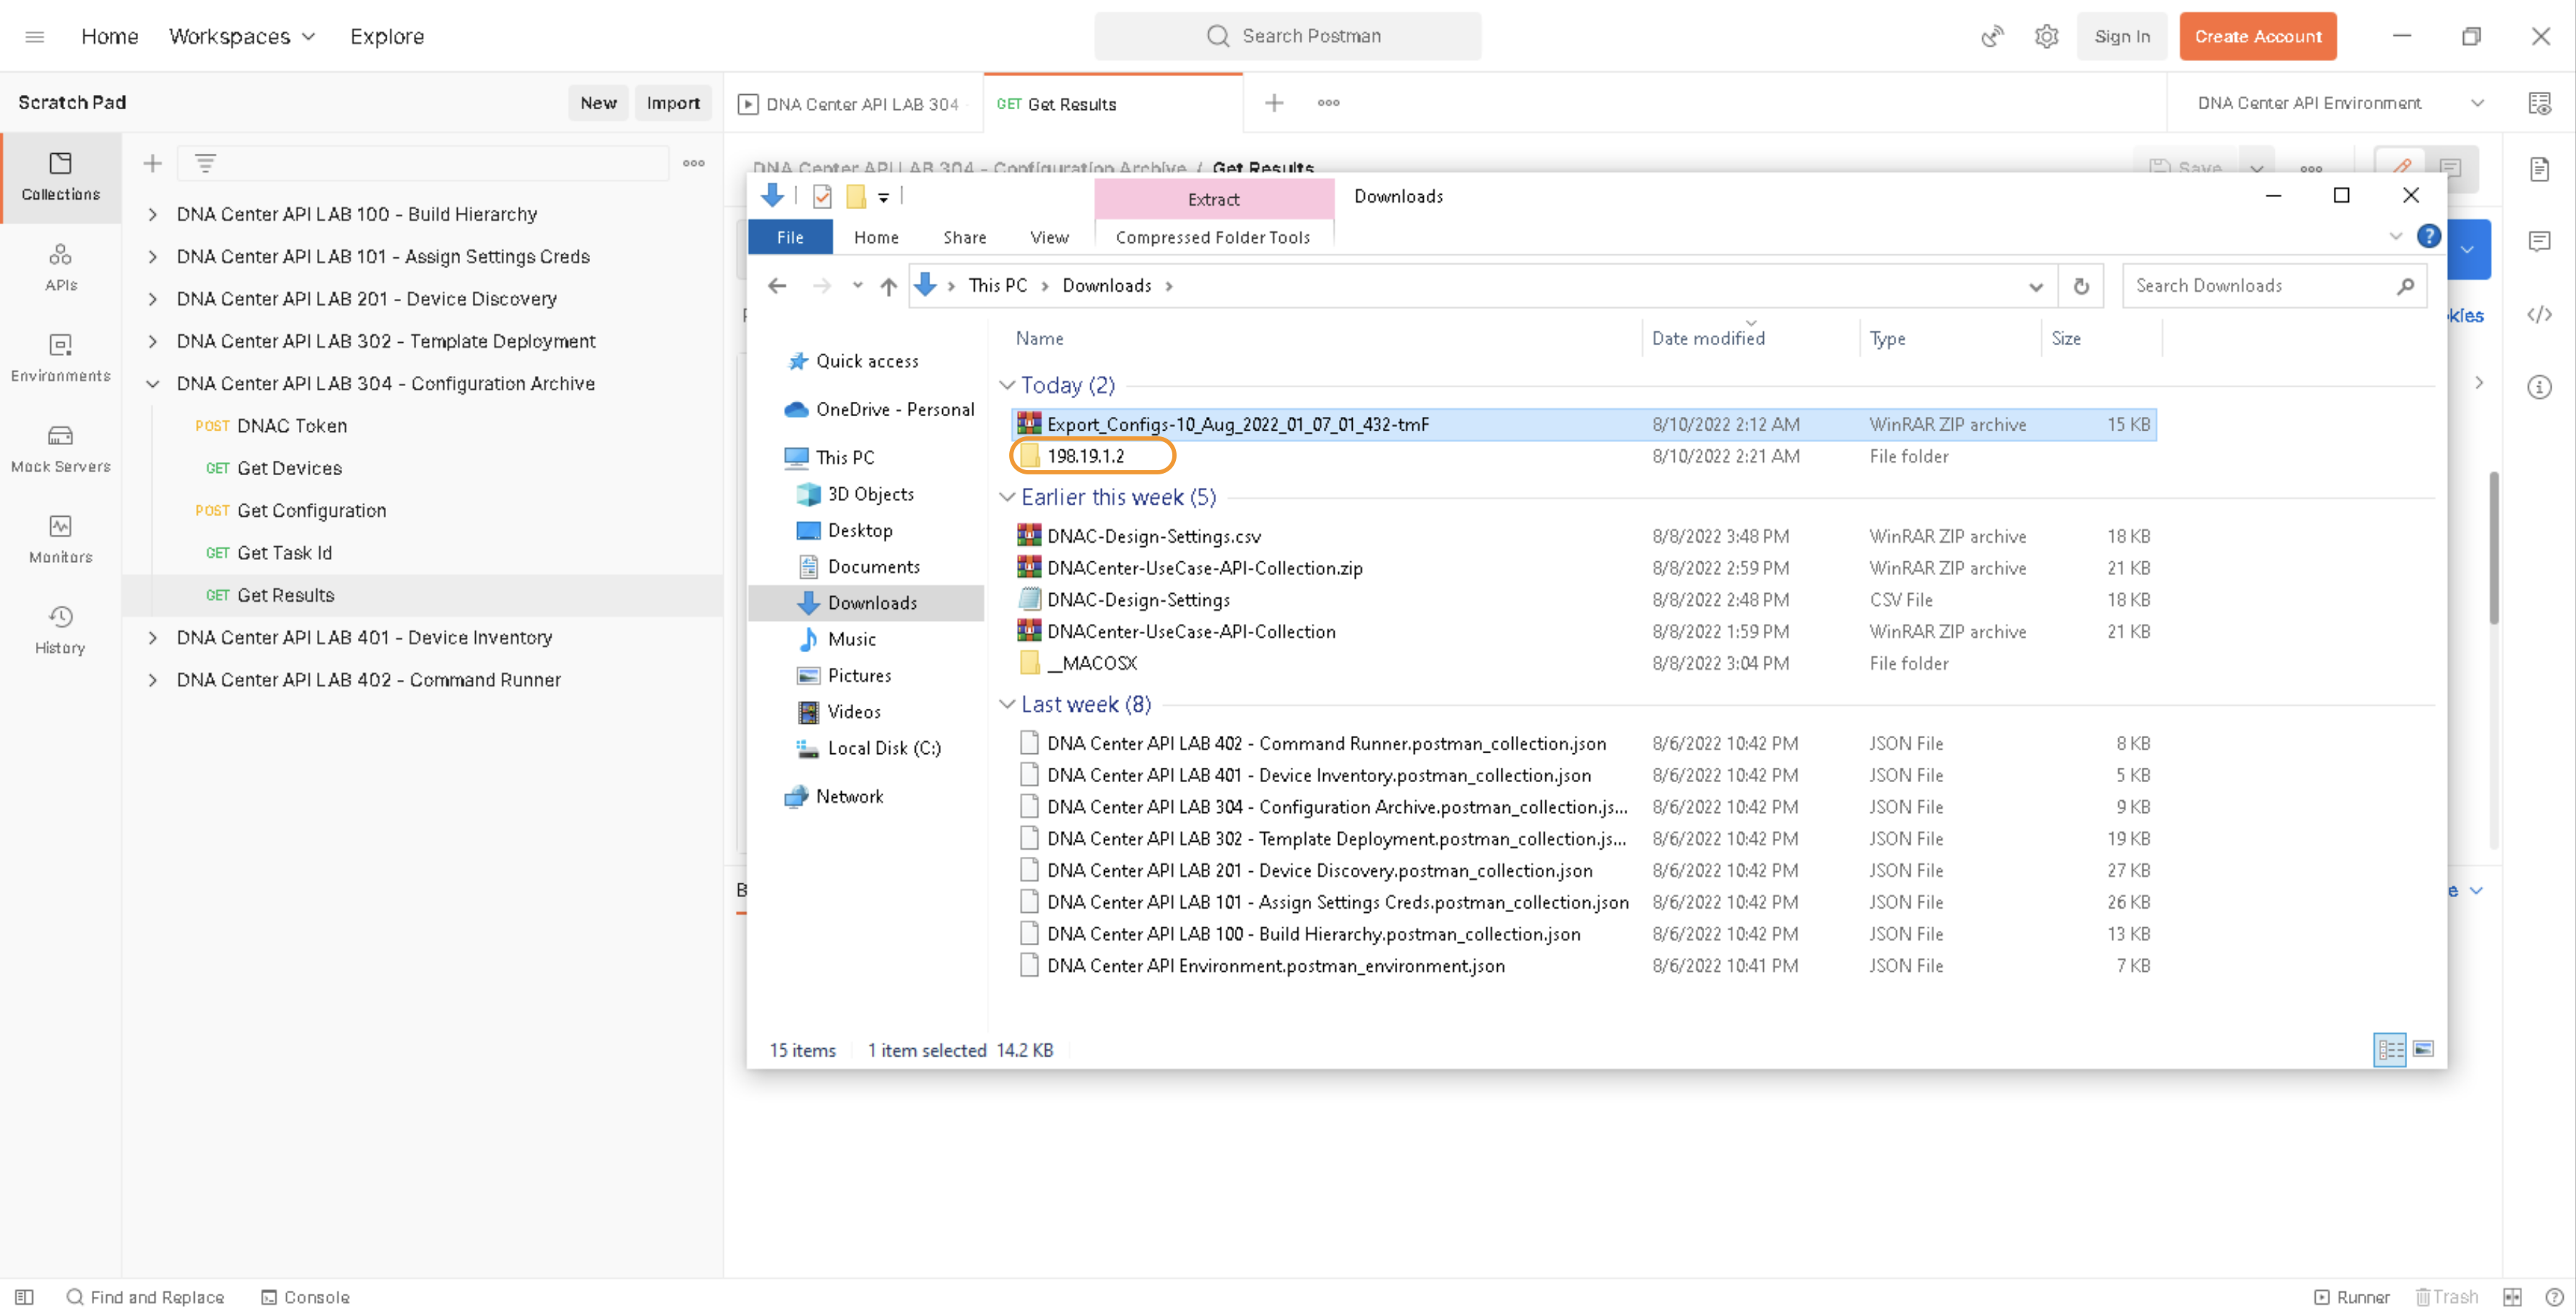 Home Workspaces Explore Search Postman Sign In Create Account
Scratch Pad New Import DNA Center API LAB 304 GET Get Results ooo DNA Center API Environment
Collections
APIs
Environments
Mock Servers
Monitors
History
DNA Center API LAB 100 - Build Hierarchy
DNA Center API LAB 101 - Assign Settings Creds
DNA Center API LAB 201 - Device Discovery
DNA Center API LAB 302 - Template Deployment
DNA Center API LAB 304 - Configuration Archive
POST DNAC Token
GET Get Devices
POST Get Configuration
GET Get Task Id
GET Get Results
DNA Center API LAB 401 - Device Inventory
DNA Center API LAB 402 - Command Runner
DNA Center API LAB 304 - Configuration Archive / Get Results Save
Extract Downloads
File Home Share View Compressed Folder Tools
This PC > Downloads > Search Downloads
kies
Quick access
OneDrive - Personal
This PC
3D Objects
Desktop
Documents
Downloads
Music
Pictures
Videos
Local Disk (C:)
Network
Name Date modified Type Size
Today (2)
Export_Configs-10_Aug_2022_01_07_01_432-tmF 8/10/2022 2:12 AM WinRAR ZIP archive 15 KB
198.19.1.2 8/10/2022 2:21 AM File folder
Earlier this week (5)
DNAC-Design-Settings.csv 8/8/2022 3:48 PM WinRAR ZIP archive 18 KB
DNACenter-UseCase-API-Collection.zip 8/8/2022 2:59 PM WinRAR ZIP archive 21 KB
DNAC-Design-Settings 8/8/2022 2:48 PM CSV File 18 KB
DNACenter-UseCase-API-Collection 8/8/2022 1:59 PM WinRAR ZIP archive 21 KB
__MACOSX 8/8/2022 3:04 PM File folder
Last week (8)
DNA Center API LAB 402 - Command Runner.postman_collection.json 8/6/2022 10:42 PM JSON File 8 KB
DNA Center API LAB 401 - Device Inventory.postman_collection.json 8/6/2022 10:42 PM JSON File 5 KB
DNA Center API LAB 304 - Configuration Archive.postman_collection.js... 8/6/2022 10:42 PM JSON File 9 KB
DNA Center API LAB 302 - Template Deployment.postman_collection.js... 8/6/2022 10:42 PM JSON File 19 KB
DNA Center API LAB 201 - Device Discovery.postman_collection.json 8/6/2022 10:42 PM JSON File 27 KB
DNA Center API LAB 101 - Assign Settings Creds.postman_collection.json 8/6/2022 10:42 PM JSON File 26 KB
DNA Center API LAB 100 - Build Hierarchy.postman_collection.json 8/6/2022 10:42 PM JSON File 13 KB
DNA Center API Environment.postman_environment.json 8/6/2022 10:41 PM JSON File 7 KB
B
e
15 items 1 item selected 14.2 KB
Find and Replace Console Runner Trash